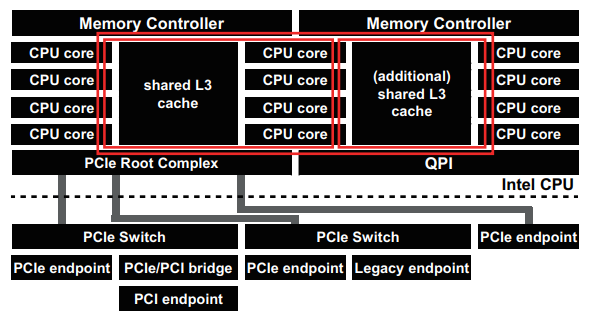 Memory Controller Memory Controller
CPU core CPU core CPU core
CPU core CPU core CPU core
CPU core CPU core CPU core
CPU core CPU core CPU core
shared L3
cache
(additional)
shared L3
cache
PCIe Root Complex QPI
Intel CPU
PCIe Switch PCIe Switch PCIe endpoint
PCIe endpoint PCIe/PCI bridge PCIe endpoint Legacy endpoint
PCI endpoint